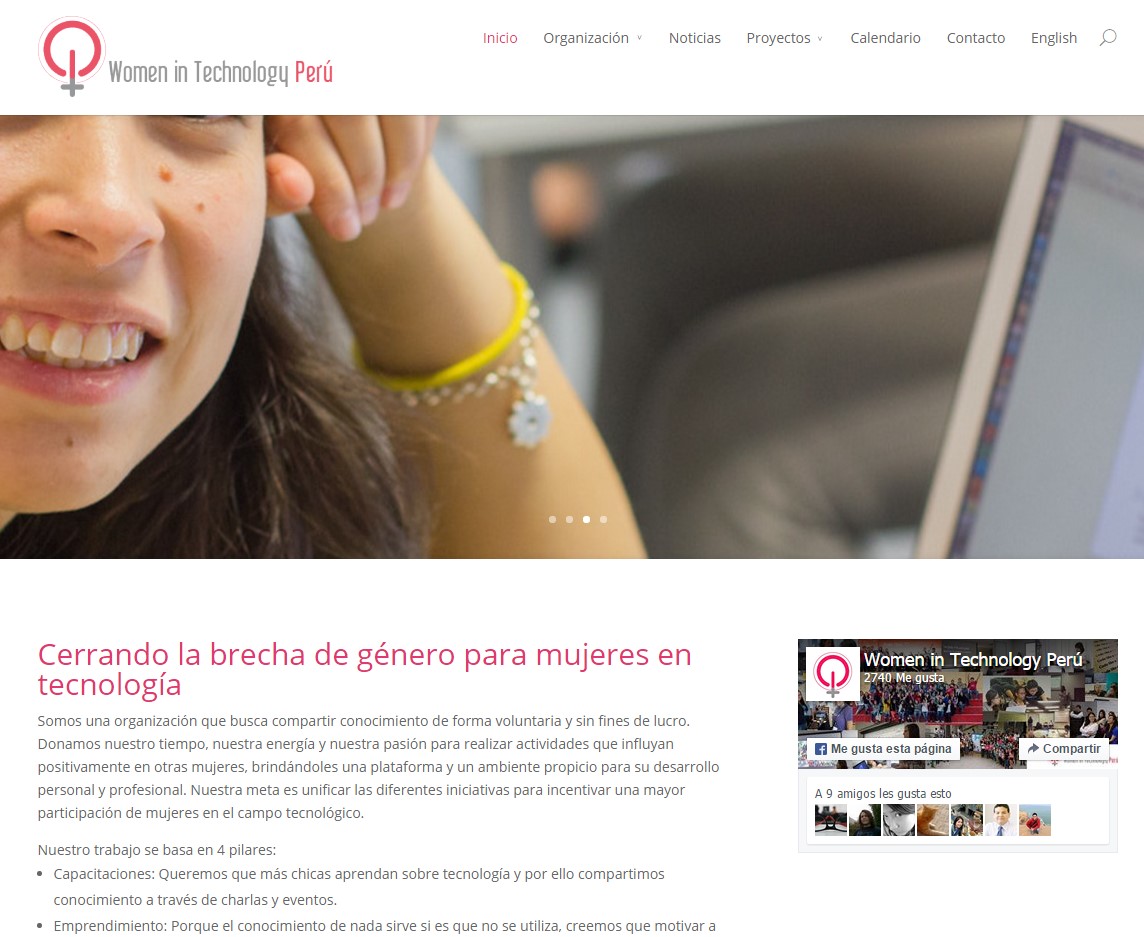 Women in Technology Perú
Inicio Organización Noticias Proyectos Calendario Contacto English
Cerrando la brecha de género para mujeres en
tecnología
Somos una organización que busca compartir conocimiento de forma voluntaria y sin fines de lucro.
Donamos nuestro tiempo, nuestra energía y nuestra pasión para realizar actividades que influyan
positivamente en otras mujeres, brindándoles una plataforma y un ambiente propicio para su desarrollo
personal y profesional. Nuestra meta es unificar las diferentes iniciativas para incentivar una mayor
participación de mujeres en el campo tecnológico.
Nuestro trabajo se basa en 4 pilares:
Capacitaciones: Queremos que más chicas aprendan sobre tecnología y por ello compartimos
conocimiento a través de charlas y eventos.
Emprendimiento: Porque el conocimiento de nada sirve si es que no se utiliza, creemos que motivar a
Women in Technology Perú
2740 Me gusta
Me gusta esta página
Compartir
A 9 amigos les gusta esto